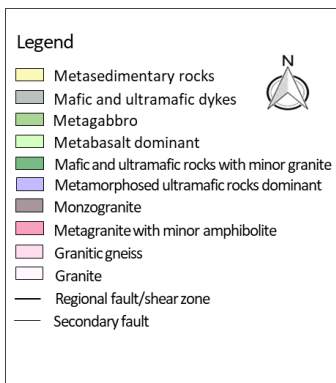 Legend
N
Metasedimentary rocks
Mafic and ultramafic dykes
Metagabbro
Metabasalt dominant
Mafic and ultramafic rocks with minor granite
Metamorphosed ultramafic rocks dominant
Monzogranite
Metagranite with minor amphibolite
Granitic gneiss
Granite
Regional fault/shear zone
Secondary fault